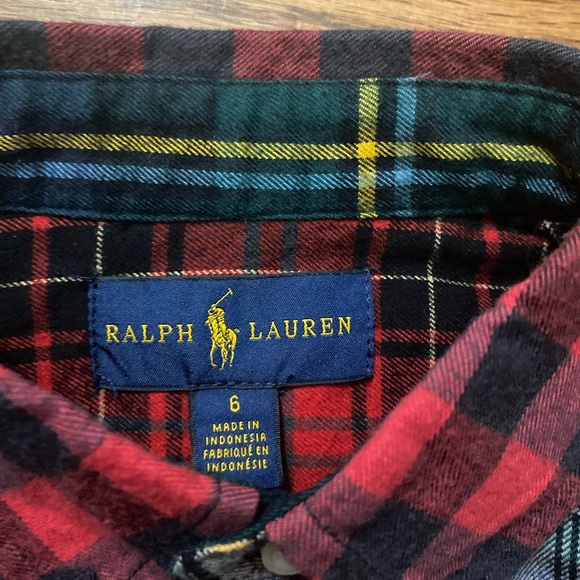 RALPH LAUREN
6
MADE IN
INDONESIA
FABRIQUÉ EN
INDONÉSIE